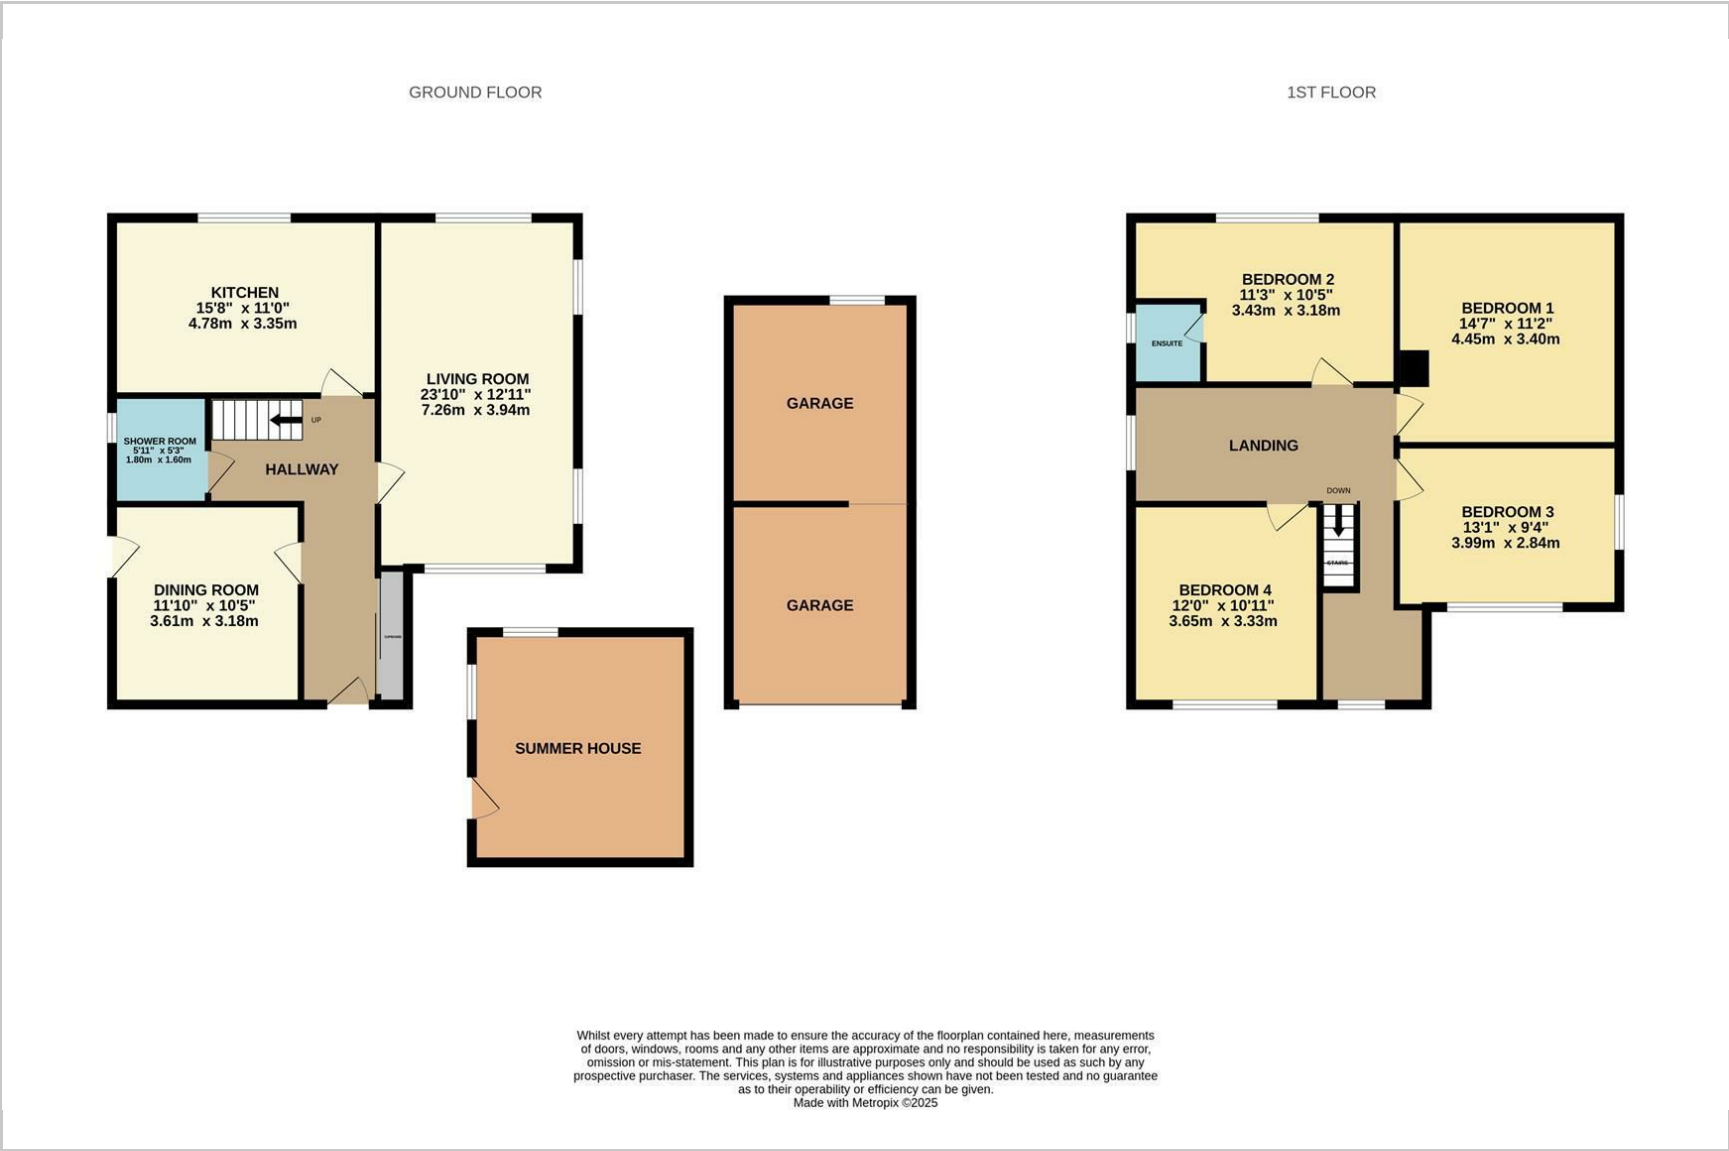 GROUND FLOOR
1ST FLOOR
KITCHEN
15'8" x 11'0"
4.78m x 3.35m
LIVING ROOM
23'10" x 12'11"
7.26m x 3.94m
UP
SHOWER ROOM
5'11" x 5'3"
1.80m x 1.60m
HALLWAY
DINING ROOM
11'10" x 10'5"
3.61m x 3.18m
SUMMER HOUSE
GARAGE
GARAGE
BEDROOM 2
11'3" x 10'5"
3.43m x 3.18m
BEDROOM 1
14'7" x 11'2"
4.45m x 3.40m
ENSUITE
LANDING
DOWN
STAIRS
BEDROOM 3
13'1" x 9'4"
3.99m x 2.84m
BEDROOM 4
12'0" x 10'11"
3.65m x 3.33m
Whilst every attempt has been made to ensure the accuracy of the floorplan contained here, measurements
of doors, windows, rooms and any other items are approximate and no responsibility is taken for any error,
omission or mis-statement. This plan is for illustrative purposes only and should be used as such by any
prospective purchaser. The services, systems and appliances shown have not been tested and no guarantee
as to their operability or efficiency can be given.
Made with Metropix ©2025